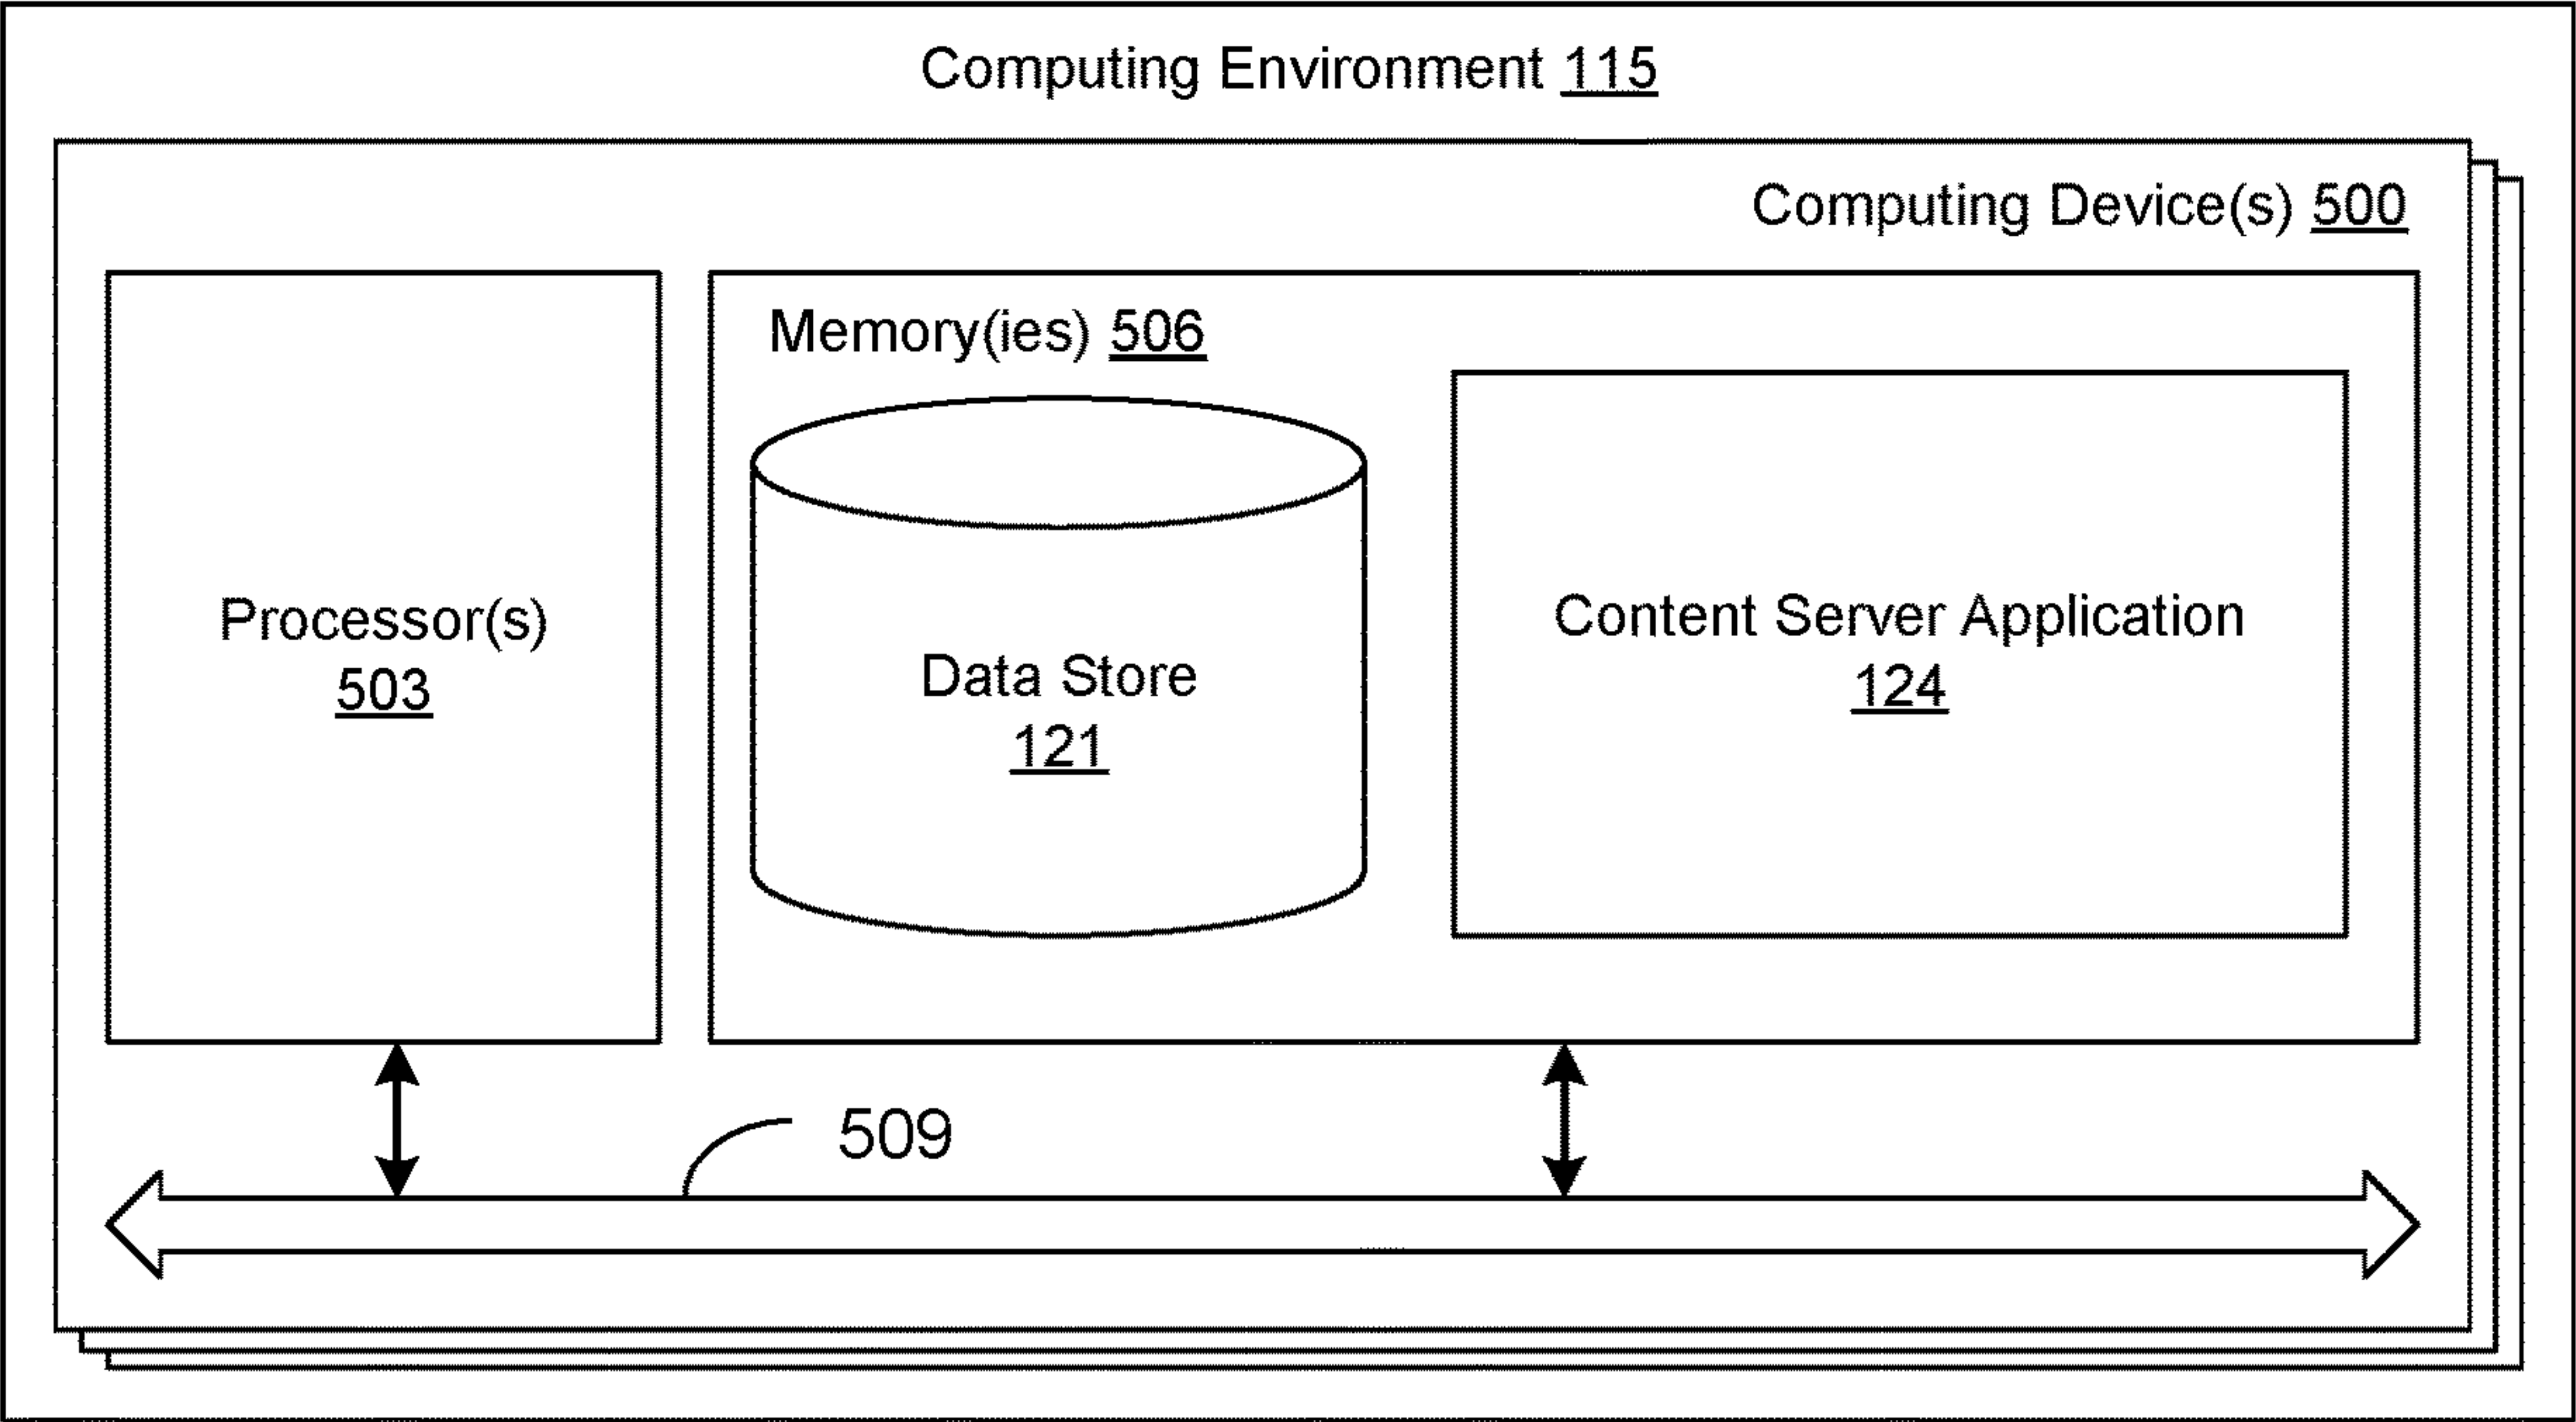 Computing Environment 115
Computing Device(s) 500
Memory(ies) 506
Processor(s)
503
Data Store
121
Content Server Application
124
509